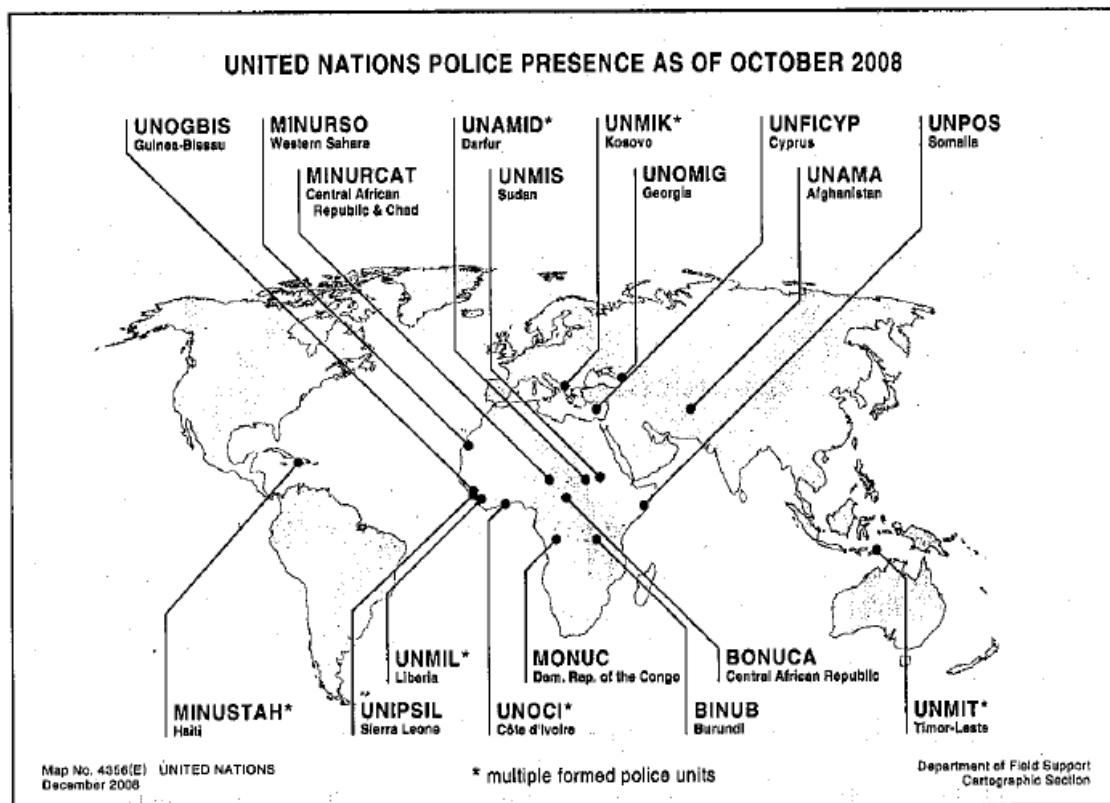 UNITED NATIONS POLICE PRESENCE AS OF OCTOBER 2008
UNOGBIS
Guinea-Bissau
MINURSO
Western Sahara
UNAMID*
Darfur
UNMIK*
Kosovo
UNFICYP
Cyprus
UNPOS
Somalia
MINURCAT
Central African
Republic & Chad
UNMIS
Sudan
UNOMIG
Georgia
UNAMA
Afghanistan
UNMIL*
Liberia
MONUC
Dem. Rep. of the Congo
BONUCA
Central African Republic
MINUSTAH*
Haiti
UNIPSIL
Sierra Leone
UNOCI*
Côte d'Ivoire
BINUB
Burundi
UNMIT*
Timor-Leste
Map No. 4356(E) UNITED NATIONS
December 2008
* multiple formed police units
Department of Field Support
Cartographic Section